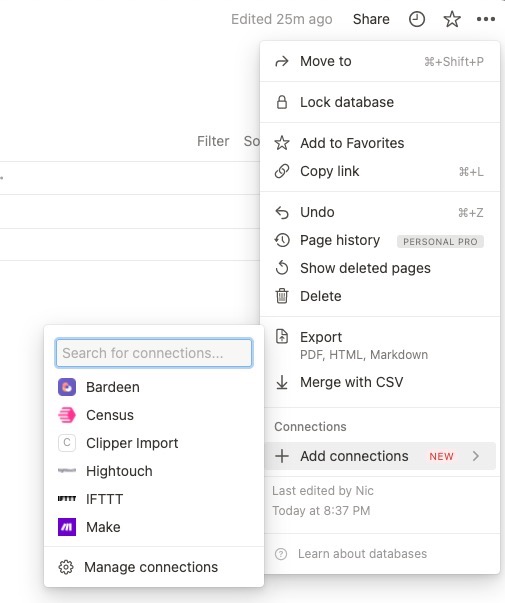 Edited 25m ago Share
Move to ⌘+Shift+P
Lock database
Filter So
Add to Favorites
Copy link ⌘+L
Undo ⌘+Z
Page history PERSONAL PRO
Show deleted pages
Delete
Export
PDF, HTML, Markdown
Merge with CSV
Connections
Add connections NEW
Last edited by Nic
Today at 8:37 PM
Learn about databases
Search for connections...
Bardeen
Census
C Clipper Import
Hightouch
IFTTT IFTTT
Make
Manage connections